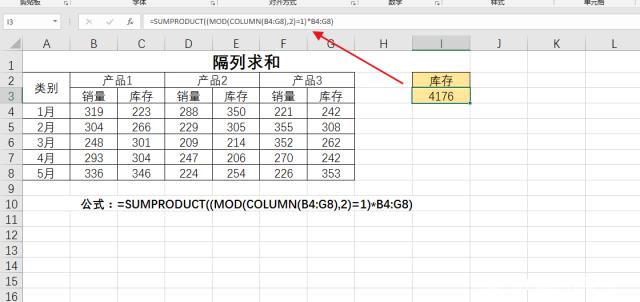 剪贴板 字体 对齐方式 数字 样式 单元格
I3 =SUMPRODUCT((MOD(COLUMN(B4:G8),2)=1)*B4:G8)
A B C D E F G H I J K L
1 隔列求和
2 类别 产品1 产品2 产品3 库存
3 销量 库存 销量 库存 销量 库存 4176
4 1月 319 223 288 350 221 242
5 2月 304 266 229 305 355 308
6 3月 248 301 209 214 352 262
7 4月 293 304 247 206 270 242
8 5月 336 346 224 254 226 353
9
10 公式：=SUMPRODUCT((MOD(COLUMN(B4:G8),2)=1)*B4:G8)
11
12
13
14
15
16